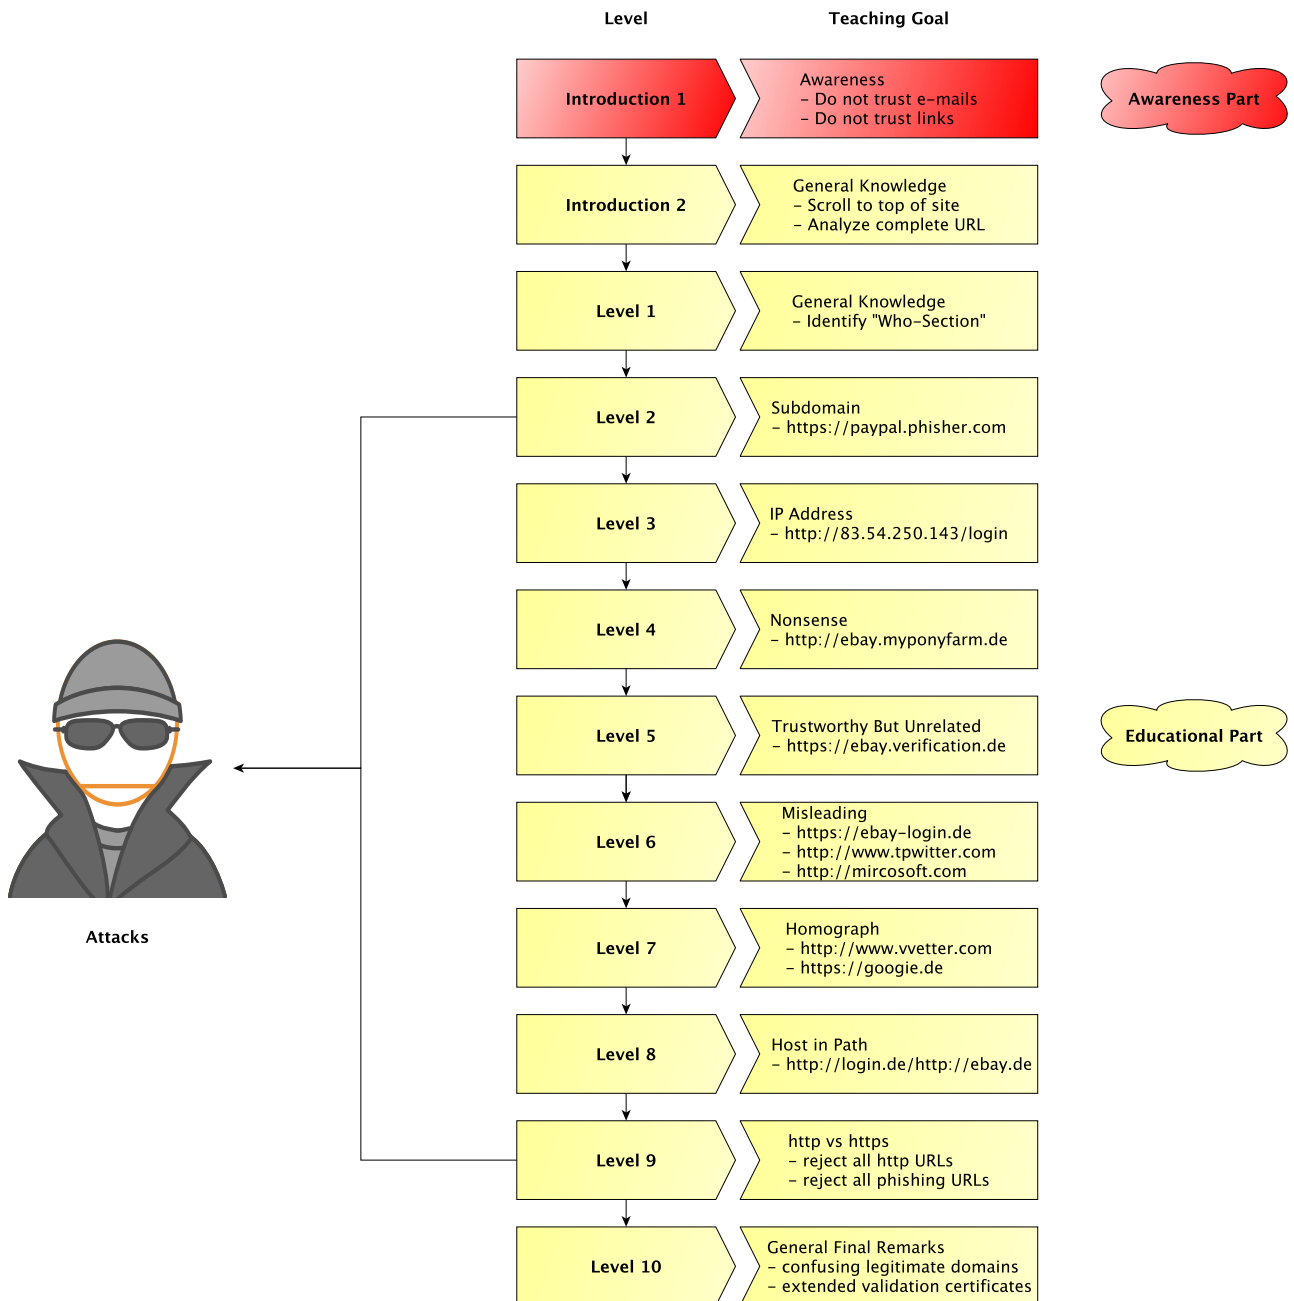 Level
Teaching Goal
Introduction 1
Awareness
- Do not trust e-mails
- Do not trust links
Awareness Part
Introduction 2
General Knowledge
- Scroll to top of site
- Analyze complete URL
Level 1
General Knowledge
- Identify "Who-Section"
Level 2
Subdomain
- https://paypal.phisher.com
Level 3
IP Address
- http://83.54.250.143/login
Level 4
Nonsense
- http://ebay.myponyfarm.de
Level 5
Trustworthy But Unrelated
- https://ebay.verification.de
Educational Part
Level 6
Misleading
- https://ebay-login.de
- http://www.tpwitter.com
- http://mircosoft.com
Attacks
Level 7
Homograph
- http://www.vvetter.com
- https://googie.de
Level 8
Host in Path
- http://login.de/http://ebay.de
Level 9
http vs https
- reject all http URLs
- reject all phishing URLs
Level 10
General Final Remarks
- confusing legitimate domains
- extended validation certificates